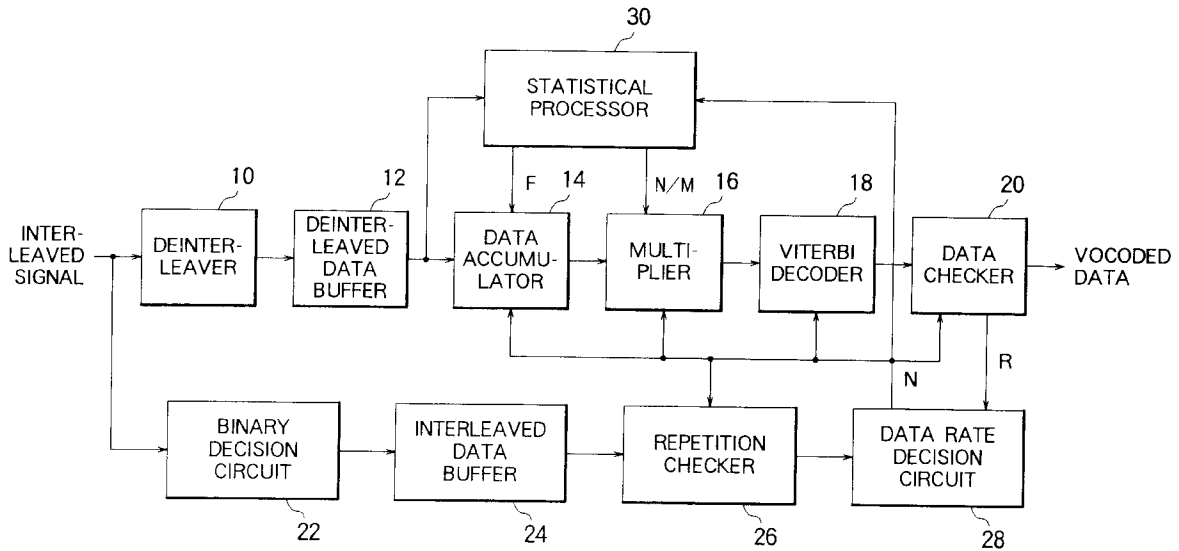 30
STATISTICAL
PROCESSOR
10
12
F
14
N/M
16
18
20
INTER-
LEAVED
SIGNAL
DEINTER-
LEAVER
DEINTER-
LEAVED
DATA
BUFFER
DATA
ACCUMU-
LATOR
MULTI-
PLIER
VITERBI
DECODER
DATA
CHECKER
VOCODED
DATA
N
R
BINARY
DECISION
CIRCUIT
INTERLEAVED
DATA
BUFFER
REPETITION
CHECKER
DATA RATE
DECISION
CIRCUIT
22
24
26
28